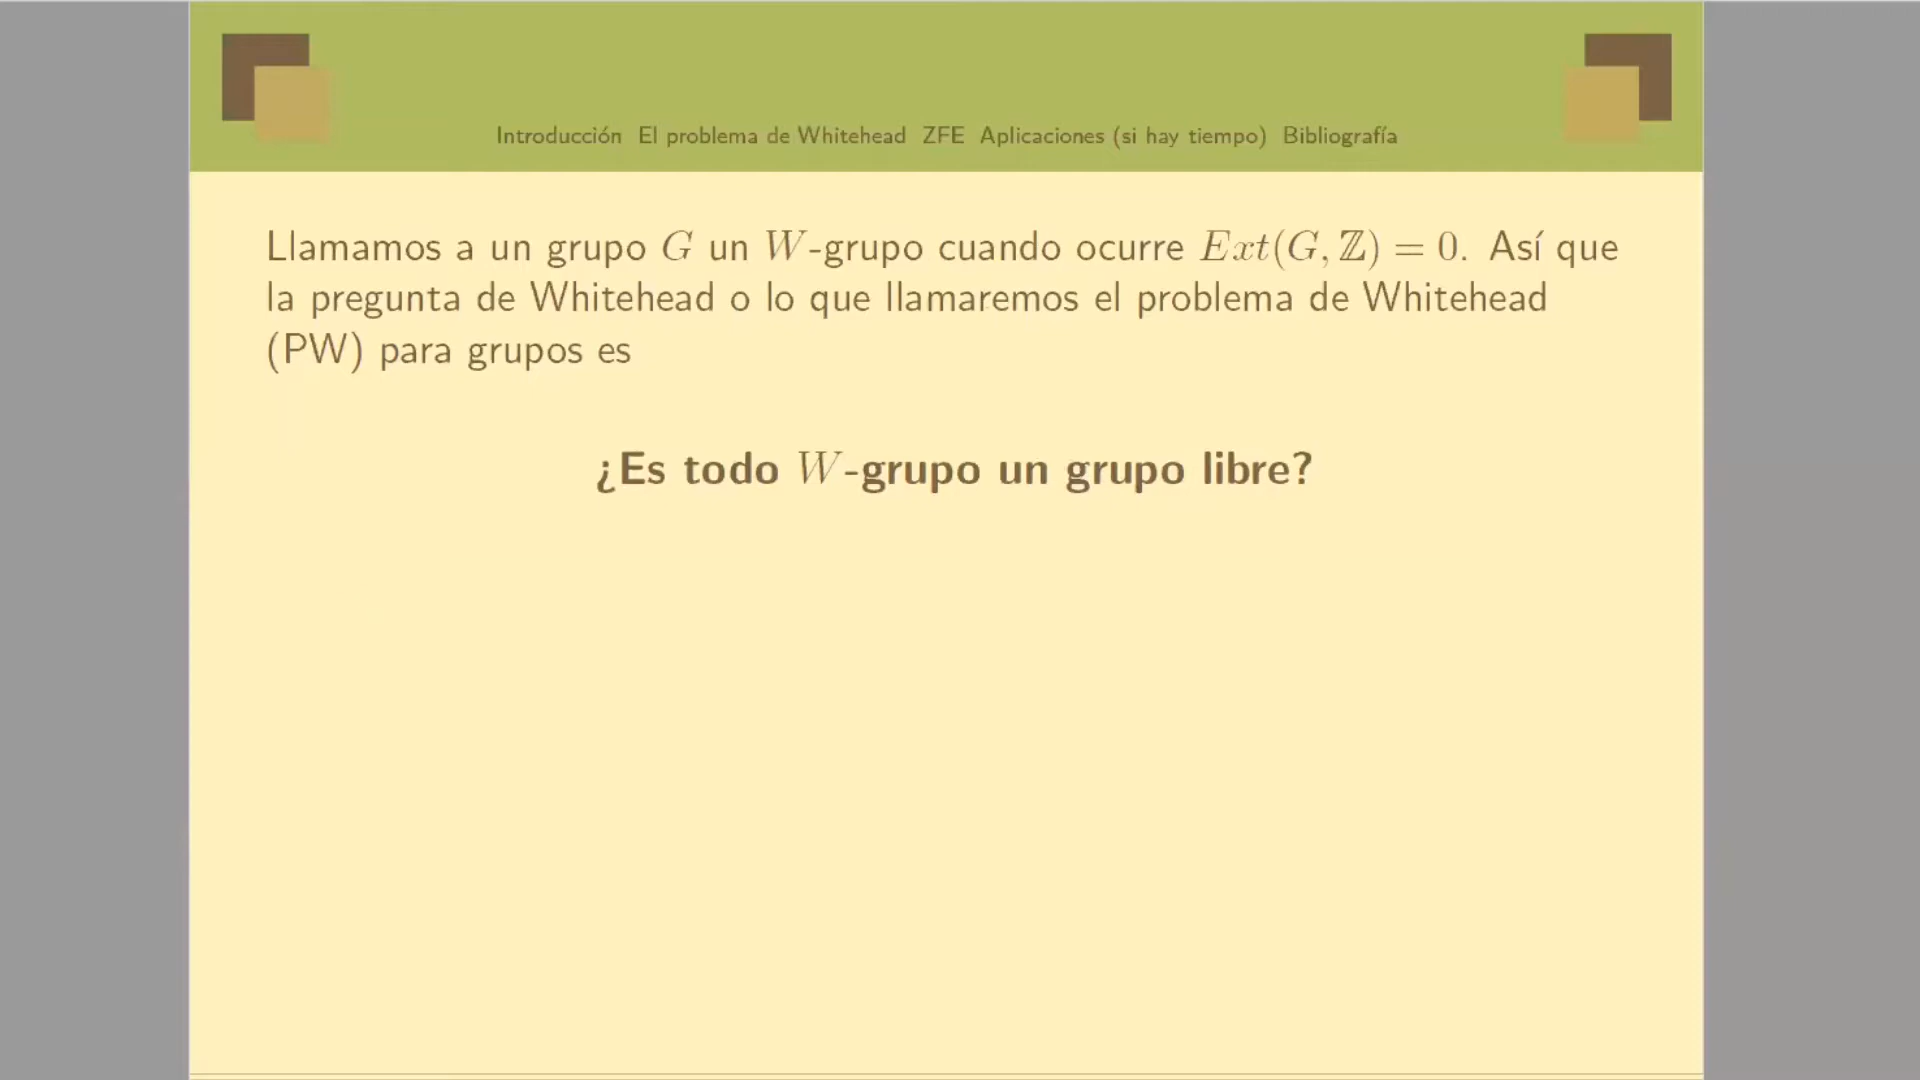 Introducción El problema de Whitehead ZFE Aplicaciones (si hay tiempo) Bibliografía
Llamamos a un grupo G un W-grupo cuando ocurre Ext(G, ℤ) = 0. Así que
la pregunta de Whitehead o lo que llamaremos el problema de Whitehead
(PW) para grupos es
¿Es todo W-grupo un grupo libre?